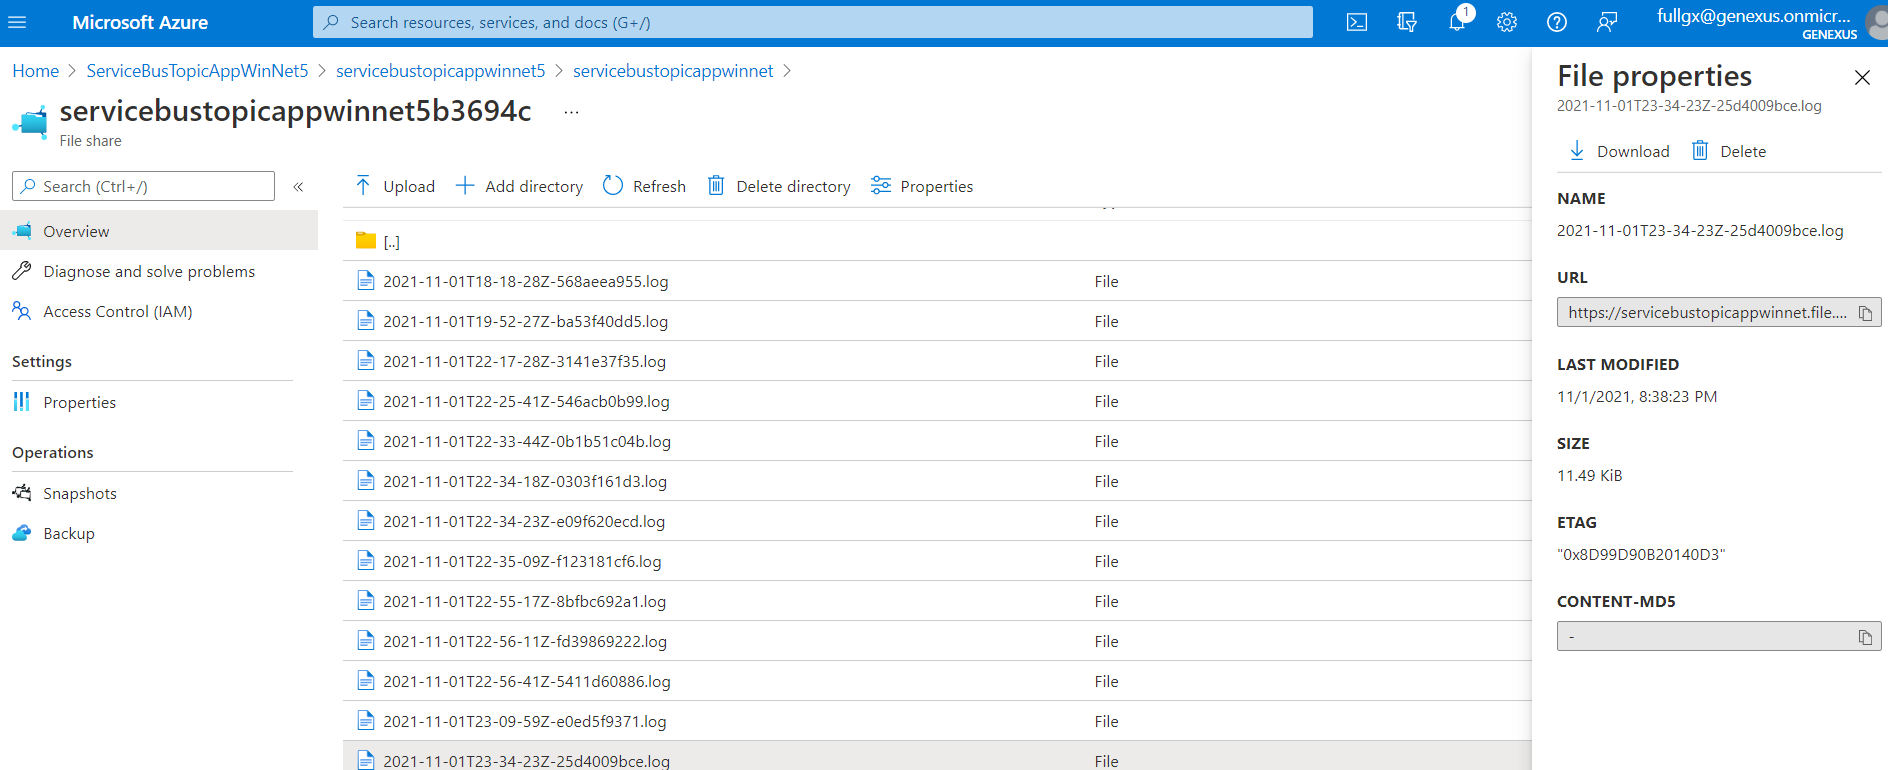 Microsoft Azure
Search resources, services, and docs (G+/)
1
fullgx@genexus.onmicr...
GENEXUS
Home > ServiceBusTopicAppWinNet5 > servicebustopicappwinnet5 > servicebustopicappwinnet >
servicebustopicappwinnet5b3694c ...
File share
Search (Ctrl+/)
«
Overview
Diagnose and solve problems
Access Control (IAM)
Settings
Properties
Operations
Snapshots
Backup
Upload Add directory Refresh Delete directory Properties
[..]
2021-11-01T18-18-28Z-568aeea955.log File
2021-11-01T19-52-27Z-ba53f40dd5.log File
2021-11-01T22-17-28Z-3141e37f35.log File
2021-11-01T22-25-41Z-546acb0b99.log File
2021-11-01T22-33-44Z-0b1b51c04b.log File
2021-11-01T22-34-18Z-0303f161d3.log File
2021-11-01T22-34-23Z-e09f620ecd.log File
2021-11-01T22-35-09Z-f123181cf6.log File
2021-11-01T22-55-17Z-8bfbc692a1.log File
2021-11-01T22-56-11Z-fd39869222.log File
2021-11-01T22-56-41Z-5411d60886.log File
2021-11-01T23-09-59Z-e0ed5f9371.log File
2021-11-01T23-34-23Z-25d4009bce.log File
File properties
2021-11-01T23-34-23Z-25d4009bce.log
Download Delete
NAME
2021-11-01T23-34-23Z-25d4009bce.log
URL
https://servicebustopicappwinnet.file....
LAST MODIFIED
11/1/2021, 8:38:23 PM
SIZE
11.49 KiB
ETAG
"0x8D99D90B20140D3"
CONTENT-MD5
-